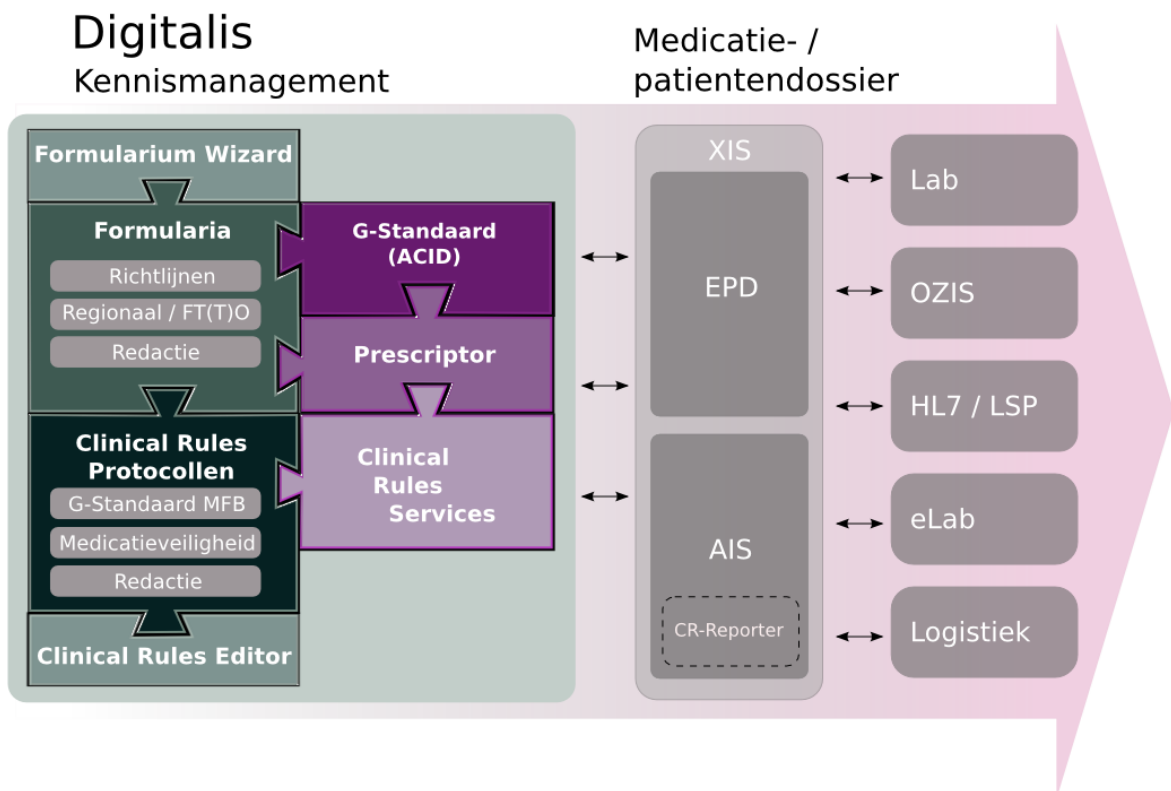 Digitalis
Kennismanagement
Medicatie- /
patientendossier
Formularium Wizard
Formularia
Richtlijnen
Regionaal / FT(T)O
Redactie
Clinical Rules
Protocollen
G-Standaard MFB
Medicatieveiligheid
Redactie
Clinical Rules Editor
G-Standaard
(ACID)
Prescriptor
Clinical
Rules
Services
XIS
EPD
AIS
CR-Reporter
Lab
OZIS
HL7 / LSP
eLab
Logistiek